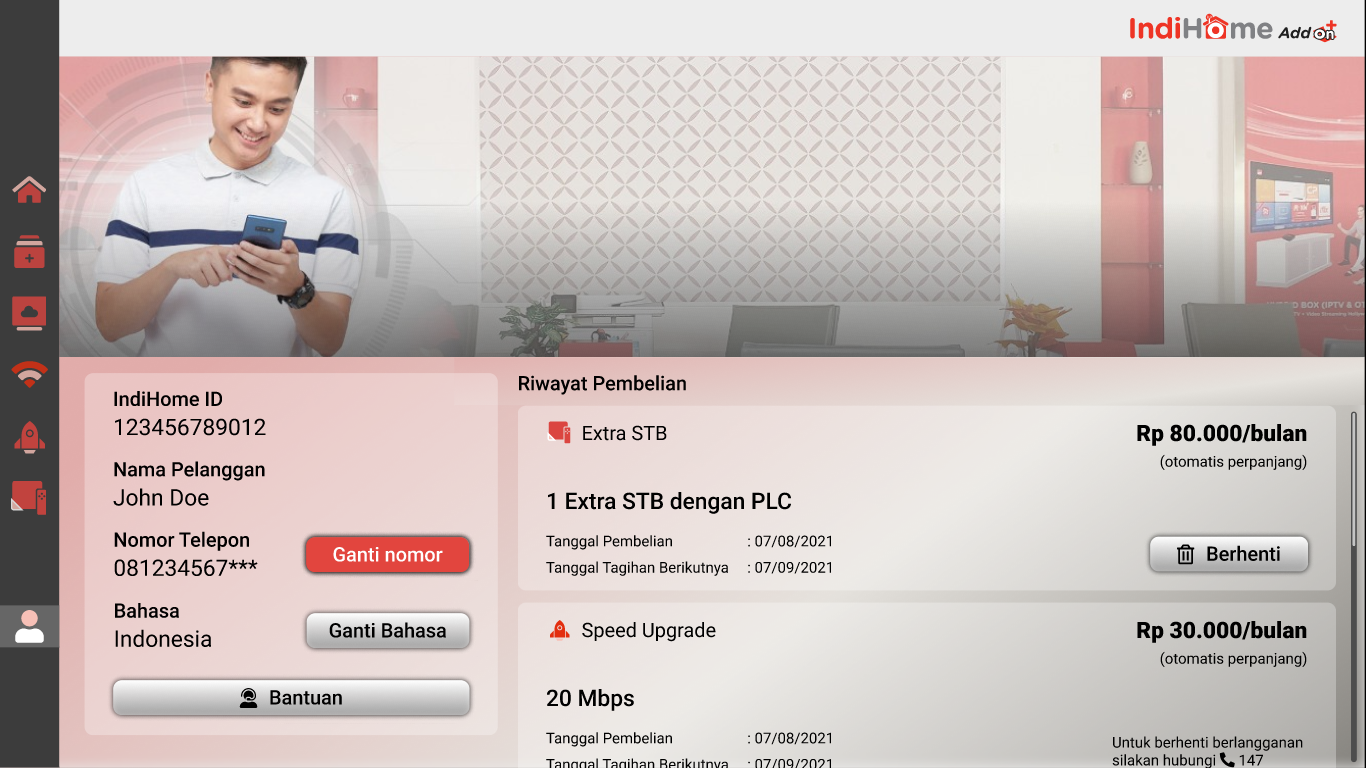 IndiHome Add On
IndiHome ID
123456789012
Nama Pelanggan
John Doe
Nomor Telepon
081234567***
Ganti nomor
Bahasa
Indonesia
Ganti Bahasa
Bantuan
Riwayat Pembelian
Extra STB
Rp 80.000/bulan
(otomatis perpanjang)
1 Extra STB dengan PLC
Tanggal Pembelian : 07/08/2021
Tanggal Tagihan Berikutnya : 07/09/2021
Berhenti
Speed Upgrade
Rp 30.000/bulan
(otomatis perpanjang)
20 Mbps
Tanggal Pembelian : 07/08/2021
Tanggal Tagihan Berikutnya : 07/09/2021
Untuk berhenti berlangganan
silakan hubungi 147